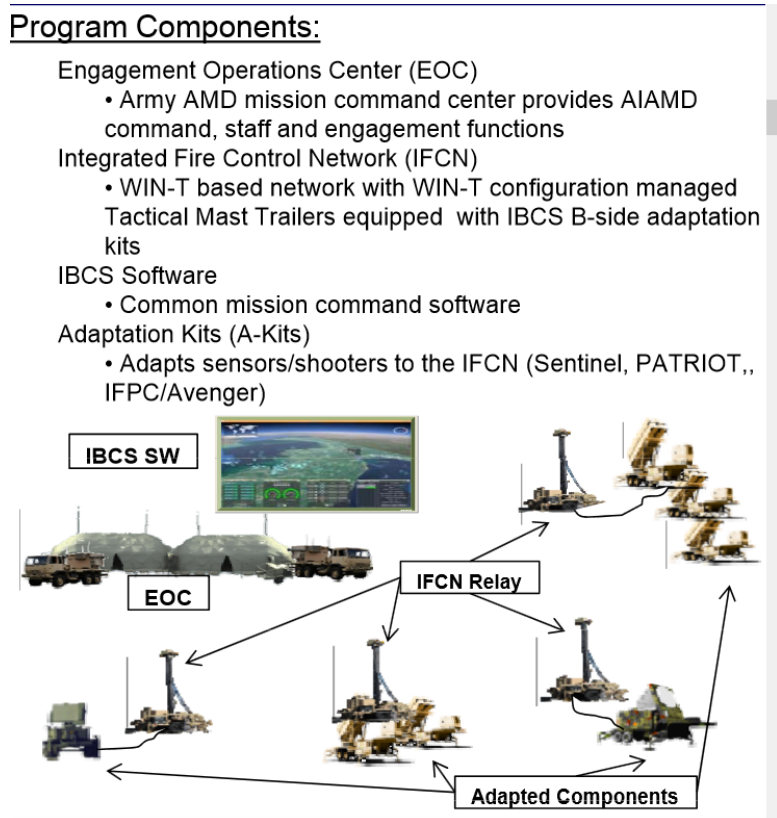 Program Components:
Engagement Operations Center (EOC)
• Army AMD mission command center provides AIAMD
command, staff and engagement functions
Integrated Fire Control Network (IFCN)
• WIN-T based network with WIN-T configuration managed
Tactical Mast Trailers equipped  with IBCS B-side adaptation
kits
IBCS Software
• Common mission command software
Adaptation Kits (A-Kits)
• Adapts sensors/shooters to the IFCN (Sentinel, PATRIOT,,
IFPC/Avenger)
IBCS SW
IFCN Relay
EOC
Adapted Components